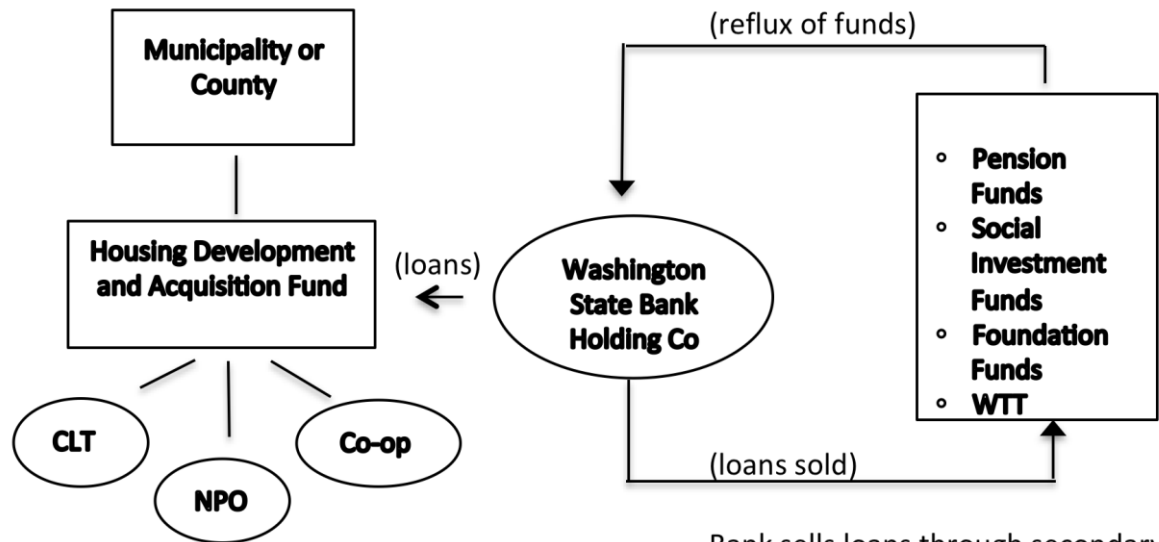 (reflux of funds)
Municipality or
County
Housing Development
and Acquisition Fund
(loans)
Washington
State Bank
Holding Co
Pension
Funds
Social
Investment
Funds
Foundation
Funds
WTT
CLT
NPO
Co-op
(loans sold)
Bank sells loans through secondary